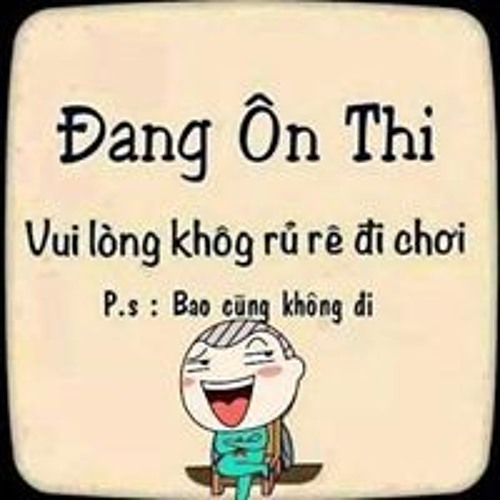 Đang Ôn Thi
Vui lòng khôg rủ rê đi chơi
P.s : Bao cũng không đi